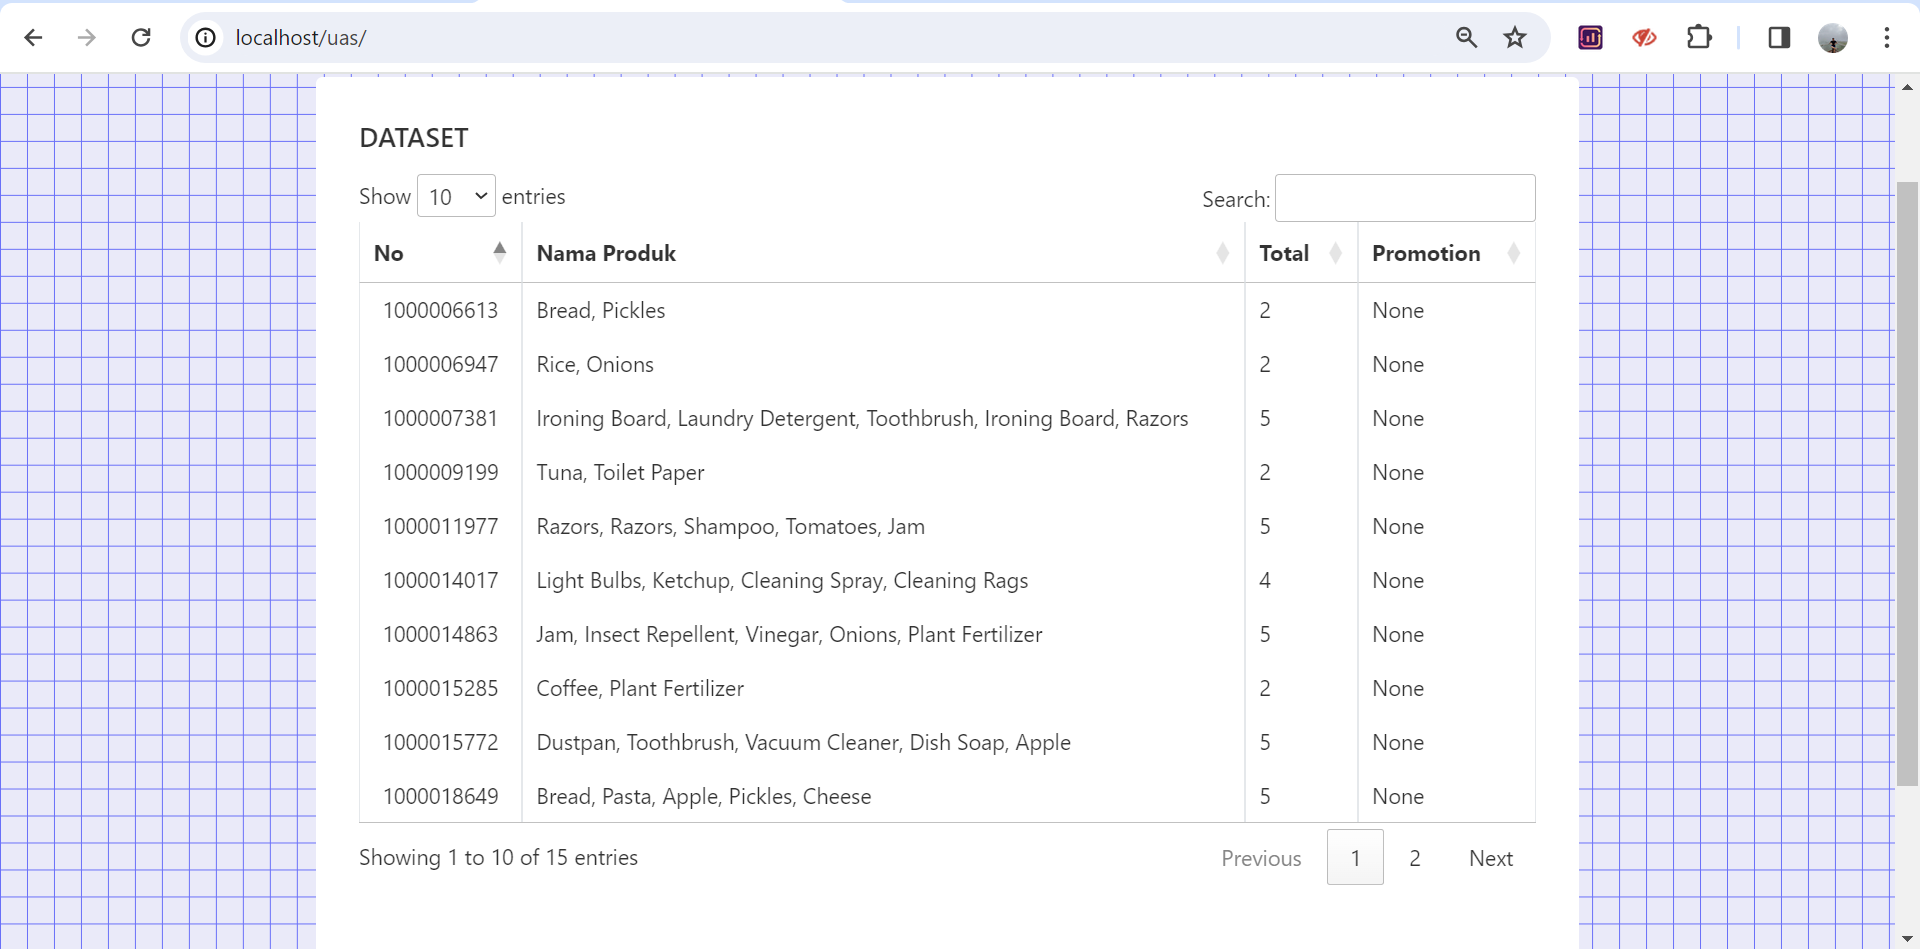 localhost/uas/
DATASET
Show 10 entries
Search:
No Nama Produk Total Promotion
1000006613 Bread, Pickles 2 None
1000006947 Rice, Onions 2 None
1000007381 Ironing Board, Laundry Detergent, Toothbrush, Ironing Board, Razors 5 None
1000009199 Tuna, Toilet Paper 2 None
1000011977 Razors, Razors, Shampoo, Tomatoes, Jam 5 None
1000014017 Light Bulbs, Ketchup, Cleaning Spray, Cleaning Rags 4 None
1000014863 Jam, Insect Repellent, Vinegar, Onions, Plant Fertilizer 5 None
1000015285 Coffee, Plant Fertilizer 2 None
1000015772 Dustpan, Toothbrush, Vacuum Cleaner, Dish Soap, Apple 5 None
1000018649 Bread, Pasta, Apple, Pickles, Cheese 5 None
Showing 1 to 10 of 15 entries
Previous 1 2 Next